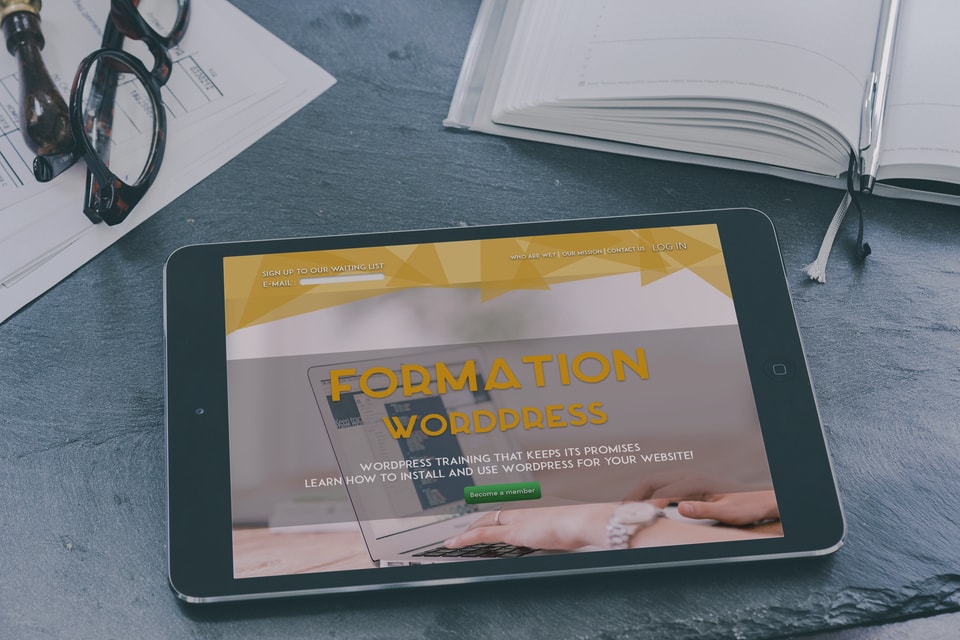 SIGN UP TO OUR WAITING LIST
E-MAIL
WHO ARE WE? | OUR MISSION | CONTACT US LOG IN
FORMATION
WORDPRESS
WORDPRESS TRAINING THAT KEEPS ITS PROMISES
LEARN HOW TO INSTALL AND USE WORDPRESS FOR YOUR WEBSITE!
Become a member